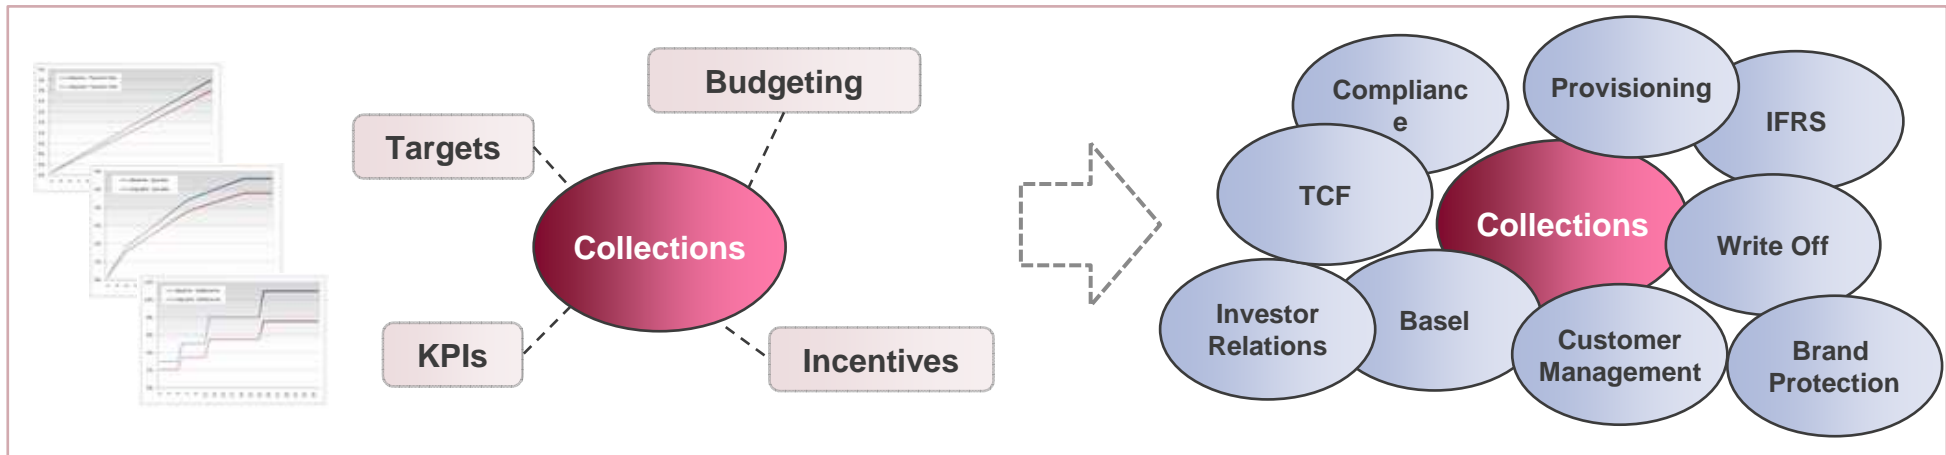 Budgeting
Targets
Collections
KPIs
Incentives
Complianc
e
Provisioning
IFRS
TCF
Collections
Write Off
Investor
Relations
Basel
Customer
Management
Brand
Protection